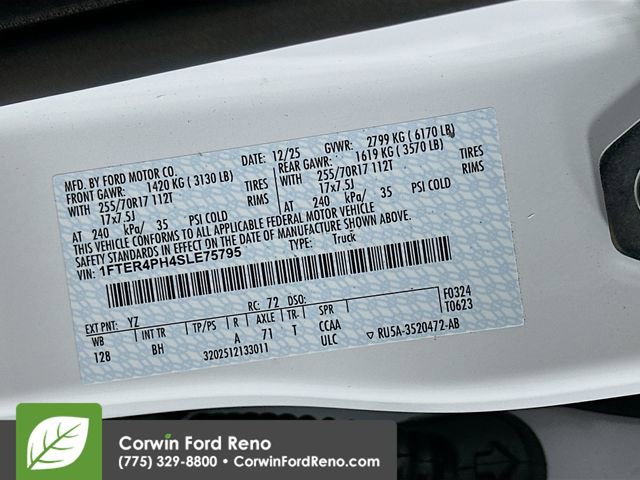 MFD. BY FORD MOTOR CO. DATE: 12/25 GVWR: 2799 KG ( 6170 LB)
FRONT GAWR: 1420 KG ( 3130 LB) REAR GAWR: 1619 KG ( 3570 LB)
WITH 255/70R17 112T TIRES WITH 255/70R17 112T TIRES
17x7.5J RIMS 17x7.5J RIMS
AT 240 kPa/ 35 PSI COLD AT 240 kPa/ 35 PSI COLD
THIS VEHICLE CONFORMS TO ALL APPLICABLE FEDERAL MOTOR VEHICLE
SAFETY STANDARDS IN EFFECT ON THE DATE OF MANUFACTURE SHOWN ABOVE.
VIN: 1FTER4PH4SLE75795 TYPE: Truck
EXT PNT: YZ RC: 72 DSO: F0324
WB INT TR TP/PS R AXLE TR- SPR T0623
128 BH A 71 T CCAA
3202512133011 ULC ▽ RU5A-3520472-AB
Corwin Ford Reno
(775) 329-8800 • CorwinFordReno.com